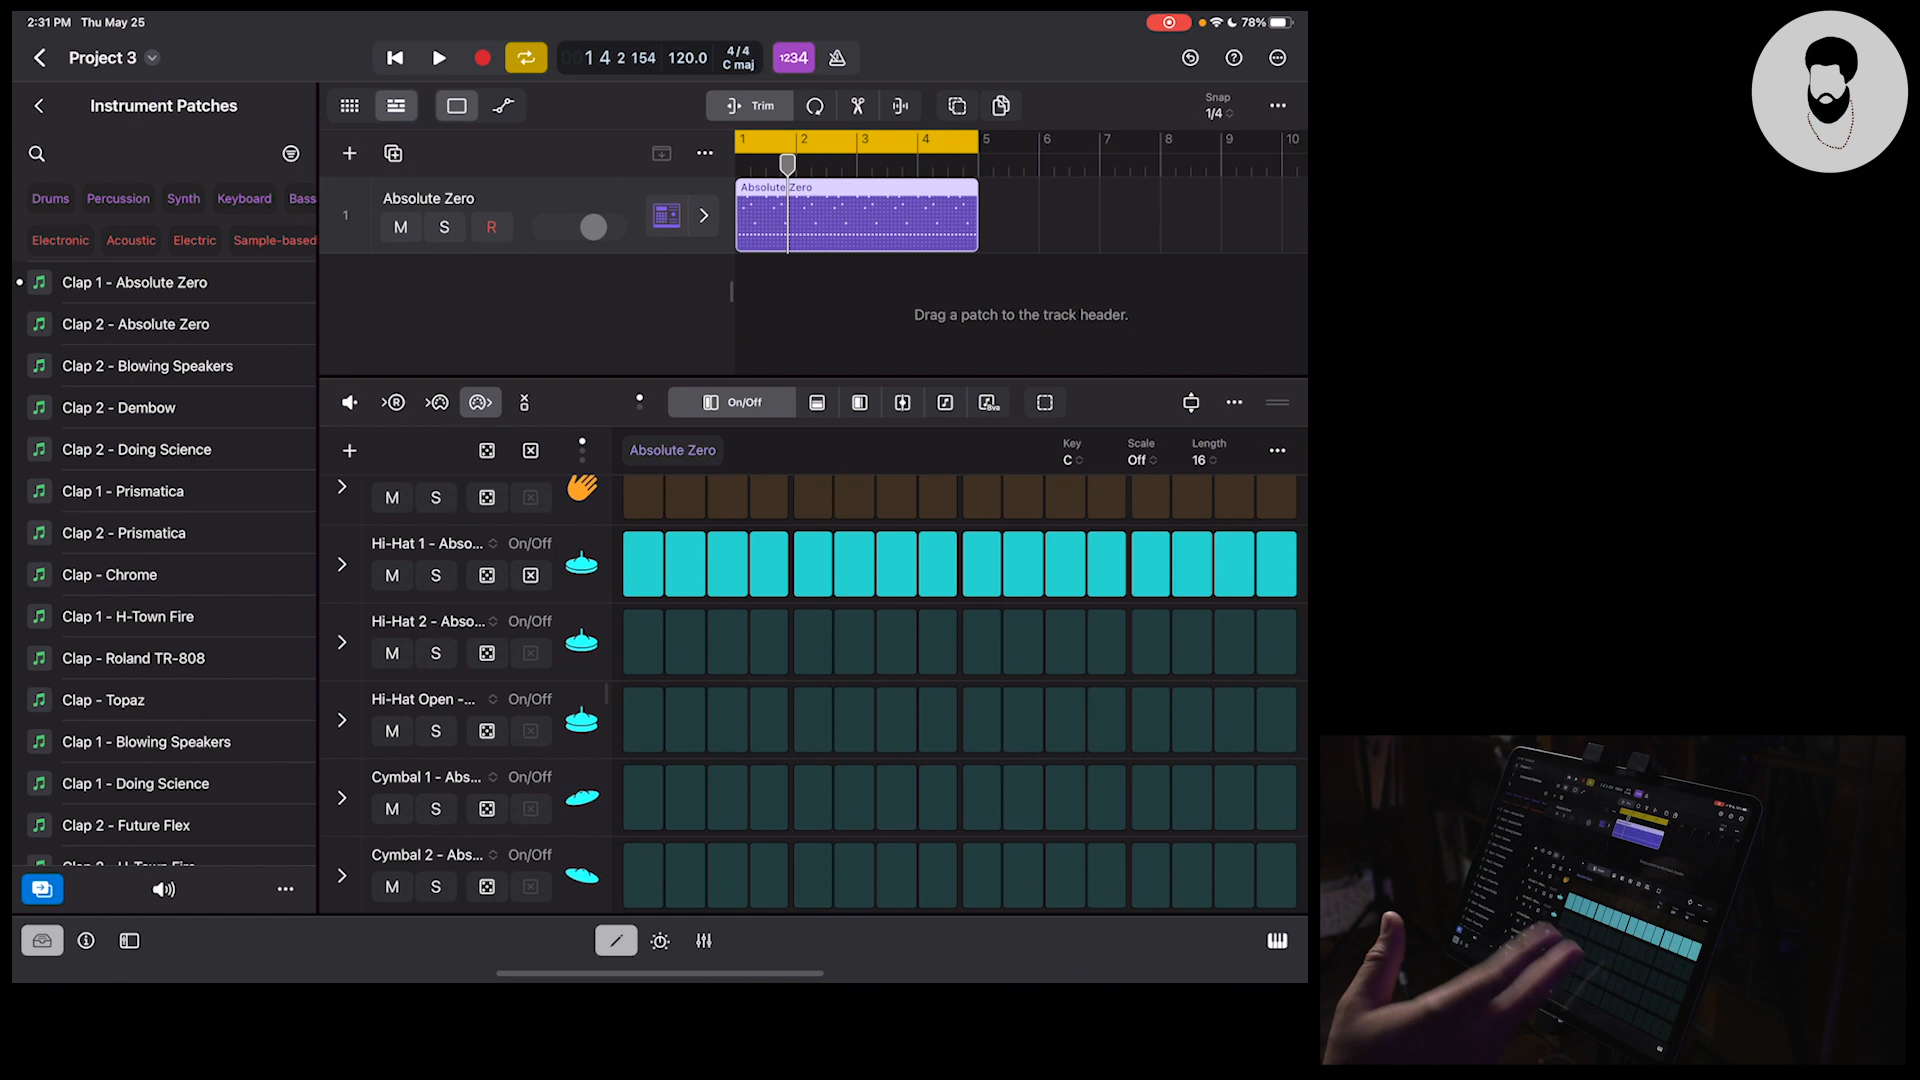 2:31 PM Thu May 25
78%
Project 3
14 2 154 120.0 4/4 C maj
1234
Instrument Patches
Trim
Snap
1/4
1 2 3 4 5 6 7 8 9 10
Drums Percussion Synth Keyboard Bass
Electronic Acoustic Electric Sample-based
1
Absolute Zero
M S R
Absolute Zero
Drag a patch to the track header.
Clap 1 - Absolute Zero
Clap 2 - Absolute Zero
Clap 2 - Blowing Speakers
Clap 2 - Dembow
Clap 2 - Doing Science
Clap 1 - Prismatica
Clap 2 - Prismatica
Clap - Chrome
Clap 1 - H-Town Fire
Clap - Roland TR-808
Clap - Topaz
Clap 1 - Blowing Speakers
Clap 1 - Doing Science
Clap 2 - Future Flex
R
On/Off
8va
Absolute Zero
Key
C
Scale
Off
Length
16
M S
Hi-Hat 1 - Abso... On/Off
M S
Hi-Hat 2 - Abso... On/Off
M S
Hi-Hat Open -... On/Off
M S
Cymbal 1 - Abs... On/Off
M S
Cymbal 2 - Abs... On/Off
M S